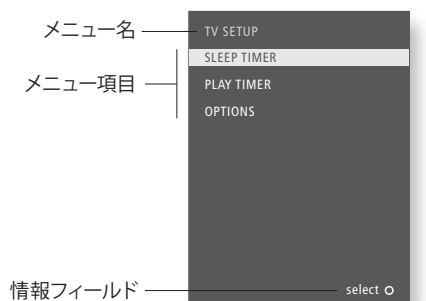 メニュー名
TV SETUP
SLEEP TIMER
メニュー項目
PLAY TIMER
OPTIONS
情報フィールド
select